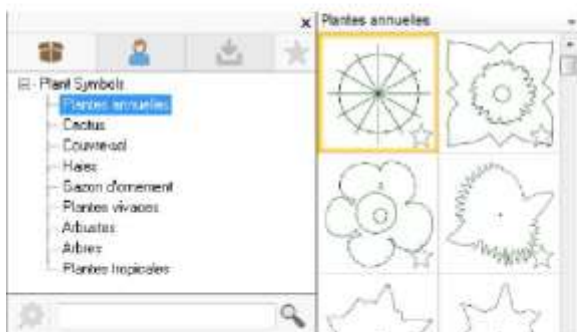 Plantes annuelles
Plant Symbols
Plantes annuelles
Cactus
Couvre-sol
Haies
Gazon d'ornement
Plantes vivaces
Arbustes
Arbres
Plantes tropicales